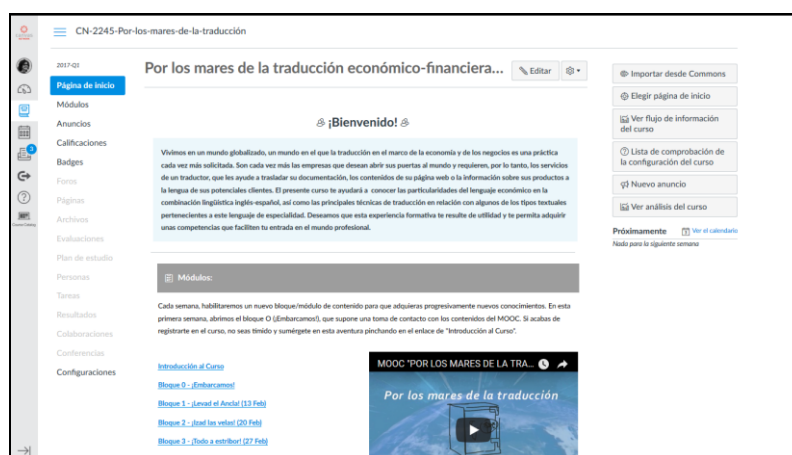 CN-2245-Por-los-mares-de-la-traducción
2017-Q1
Página de inicio
Módulos
Anuncios
Calificaciones
Badges
Foros
Páginas
Archivos
Evaluaciones
Plan de estudio
Personas
Tareas
Resultados
Colaboraciones
Conferencias
Configuraciones
3
Por los mares de la traducción económico-financiera...
Editar
¡Bienvenido!
Vivimos en un mundo globalizado, un mundo en el que la traducción en el marco de la economía y de los negocios es una práctica
cada vez más solicitada. Son cada vez más las empresas que desean abrir sus puertas al mundo y requieren, por lo tanto, los servicios
de un traductor, que les ayude a trasladar su documentación, los contenidos de su página web o la información sobre sus productos a
la lengua de sus potenciales clientes. El presente curso te ayudará a conocer las particularidades del lenguaje económico en la
combinación lingüística inglés-español, así como las principales técnicas de traducción en relación con algunos de los tipos textuales
pertenecientes a este lenguaje de especialidad. Deseamos que esta experiencia formativa te resulte de utilidad y te permita adquirir
unas competencias que faciliten tu entrada en el mundo profesional.
Módulos:
Cada semana, habilitaremos un nuevo bloque/módulo de contenido para que adquieras progresivamente nuevos conocimientos. En esta
primera semana, abrimos el bloque O (¡Embarcamos!), que supone una toma de contacto con los contenidos del MOOC. Si acabas de
registrarte en el curso, no seas tímido y sumérgete en esta aventura pinchando en el enlace de "Introducción al Curso".
Introducción al Curso
Bloque 0 - ¡Embarcamos!
Bloque 1 - ¡Levad el Ancla! (13 Feb)
Bloque 2 - ¡Izad las velas! (20 Feb)
Bloque 3 - ¡Todo a estribor! (27 Feb)
MOOC "POR LOS MARES DE LA TRA...
Por los mares de la traducción
Importar desde Commons
Elegir página de inicio
Ver flujo de información
del curso
Lista de comprobación de
la configuración del curso
Nuevo anuncio
Ver análisis del curso
Próximamente
Ver el calendario
Nada para la siguiente semana